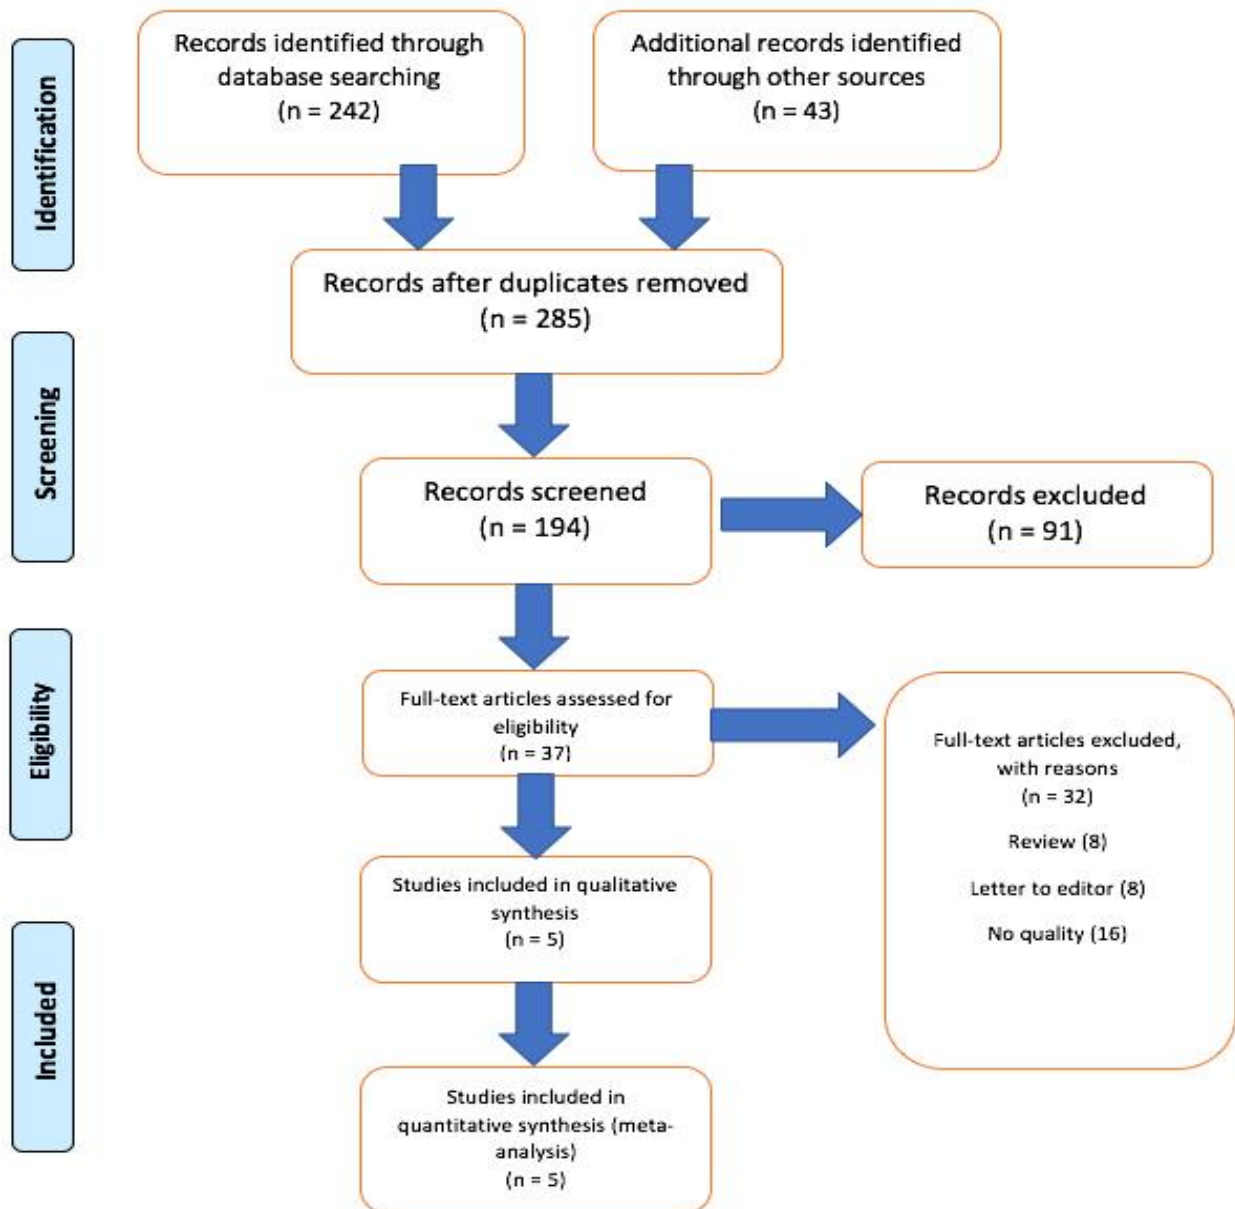 Identification
Records identified through
database searching
(n = 242)
Additional records identified
through other sources
(n = 43)
Records after duplicates removed
(n = 285)
Screening
Records screened
(n = 194)
Records excluded
(n = 91)
Eligibility
Full-text articles assessed for
eligibility
(n = 37)
Full-text articles excluded,
with reasons
(n = 32)
Review (8)
Letter to editor (8)
No quality (16)
Included
Studies included in qualitative
synthesis
(n = 5)
Studies included in
quantitative synthesis (meta-
analysis)
(n = 5)